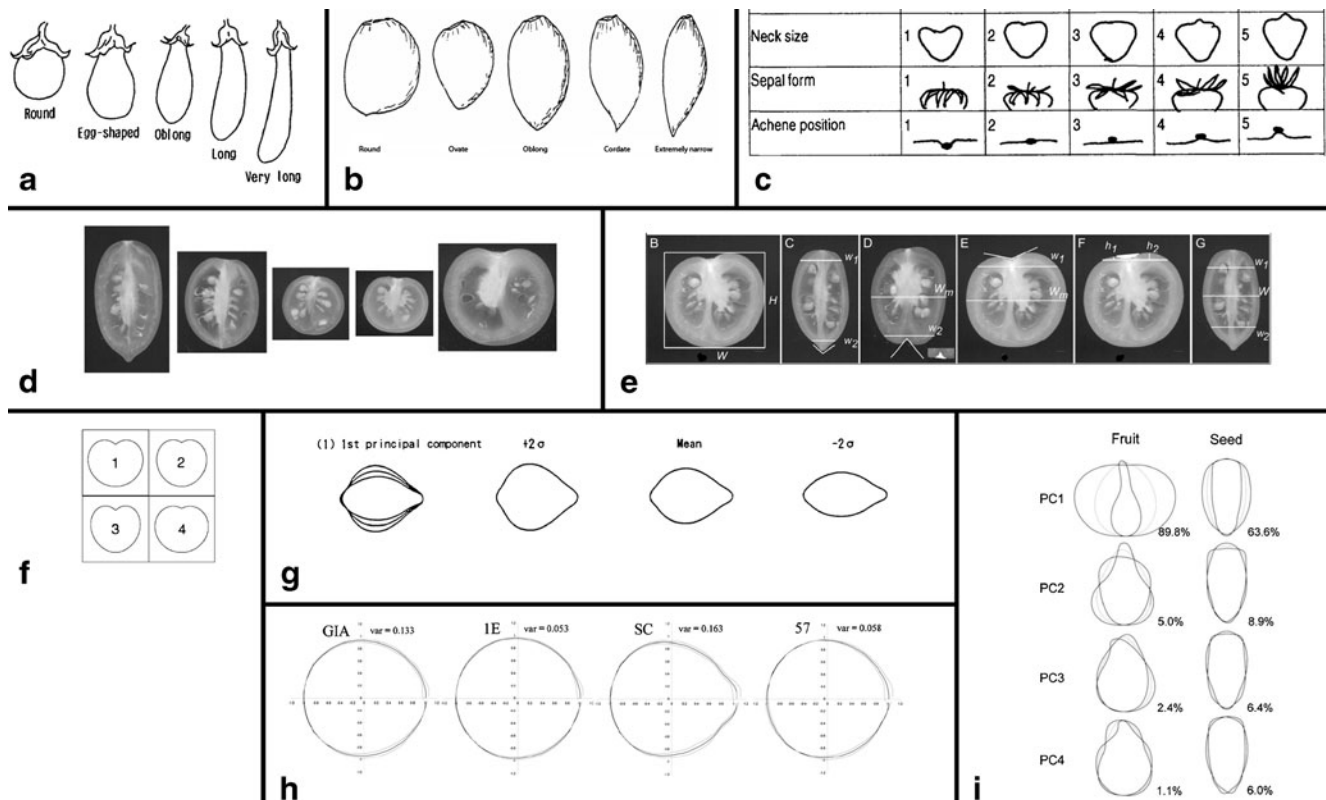 Round
Egg-shaped
Oblong
Long
Very long
a
Round
Ovate
Oblong
Cordate
Extremely narrow
b
Neck size
1 2 3 4 5
Sepal form
1 2 3 4 5
Achene position
1 2 3 4 5
c
d
B
H
W
C
w1
w2
D
Wm
w2
E
w1
Wm
F
h1 h2
G
w1
W
w2
e
1 2
3 4
f
(1) 1st principal component
+2σ
Mean
-2σ
g
GIA var = 0.133
1E var = 0.053
SC var = 0.163
57 var = 0.058
h
Fruit Seed
PC1
89.8% 63.6%
PC2
5.0% 8.9%
PC3
2.4% 6.4%
PC4
1.1% 6.0%
i